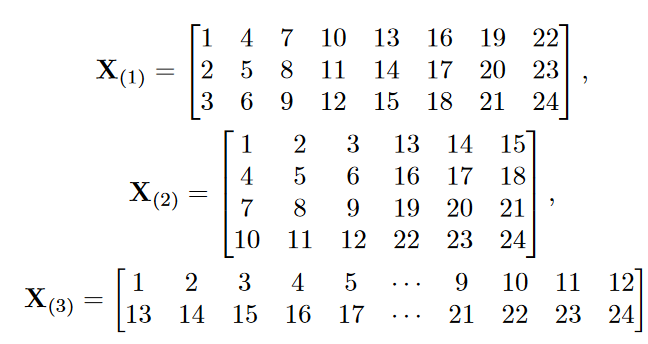 X(1) = [1 4 7 10 13 16 19 22
2 5 8 11 14 17 20 23
3 6 9 12 15 18 21 24],
X(2) = [1 2 3 13 14 15
4 5 6 16 17 18
7 8 9 19 20 21
10 11 12 22 23 24],
X(3) = [1 2 3 4 5 ⋯ 9 10 11 12
13 14 15 16 17 ⋯ 21 22 23 24]